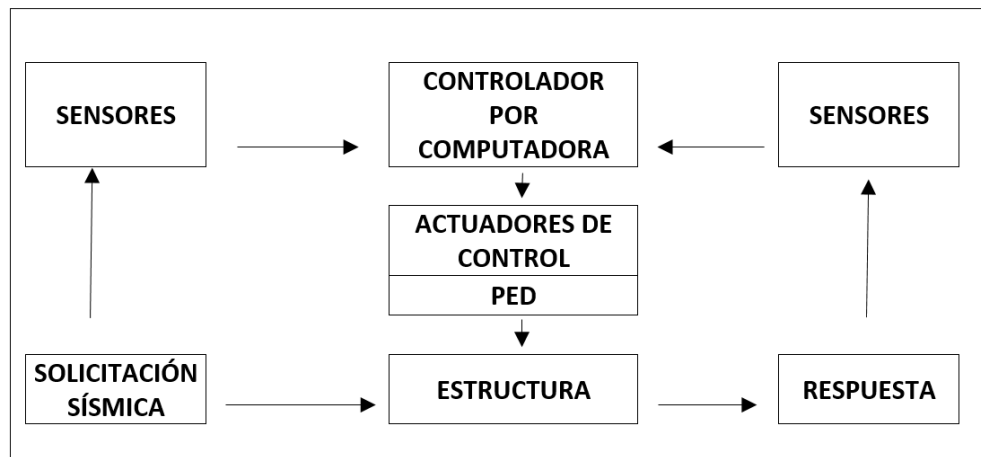 SENSORES
CONTROLADOR
POR
COMPUTADORA
SENSORES
ACTUADORES DE
CONTROL
PED
SOLICITACIÓN
SÍSMICA
ESTRUCTURA
RESPUESTA